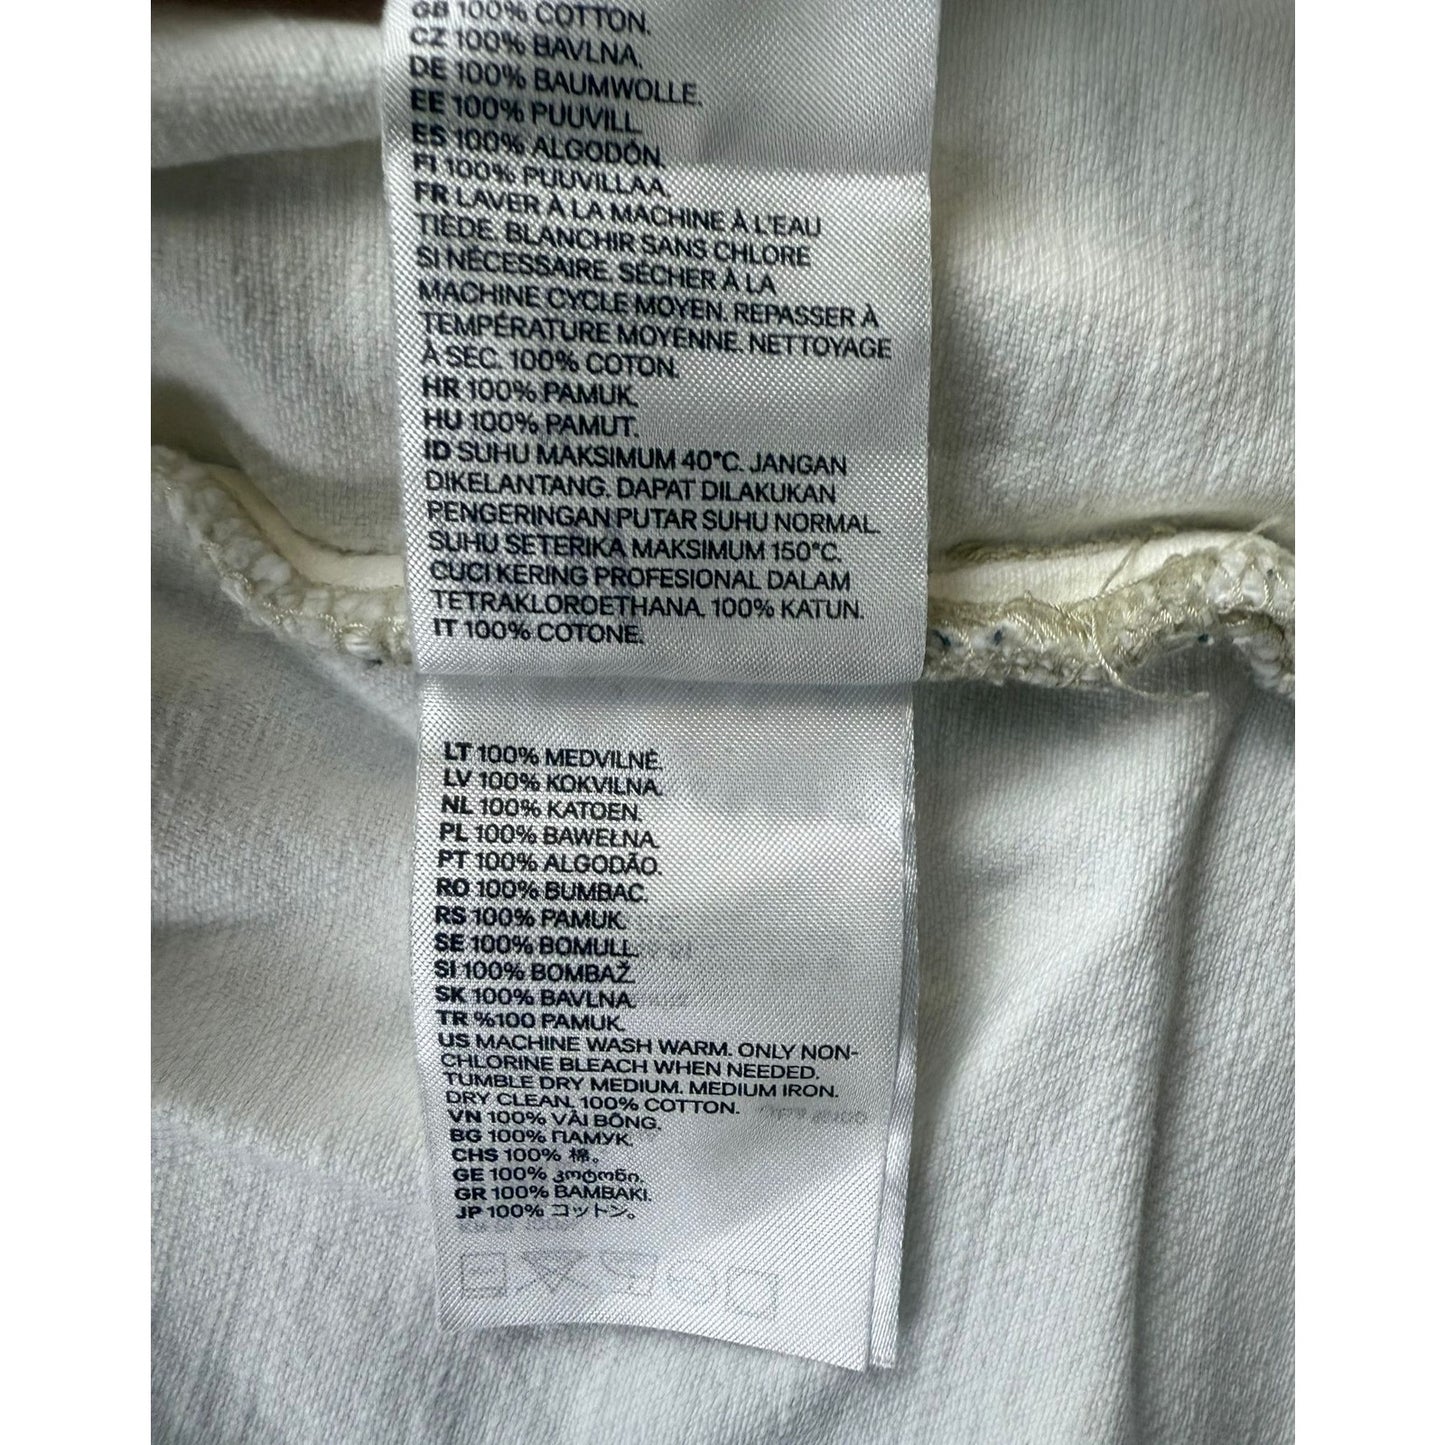 GB 100% COTTON.
CZ 100% BAVLNA.
DE 100% BAUMWOLLE.
EE 100% PUUVILL.
ES 100% ALGODÓN.
FI 100% PUUVILLAA.
FR LAVER À LA MACHINE À L'EAU
TIÈDE. BLANCHIR SANS CHLORE
SI NÉCESSAIRE. SÉCHER À LA
MACHINE CYCLE MOYEN. REPASSER À
TEMPÉRATURE MOYENNE. NETTOYAGE
À SEC. 100% COTON.
HR 100% PAMUK.
HU 100% PAMUT.
ID SUHU MAKSIMUM 40°C. JANGAN
DIKELANTANG. DAPAT DILAKUKAN
PENGERINGAN PUTAR SUHU NORMAL.
SUHU SETERIKA MAKSIMUM 150°C.
CUCI KERING PROFESIONAL DALAM
TETRAKLOROETHANA. 100% KATUN.
IT 100% COTONE.
LT 100% MEDVILNĖ.
LV 100% KOKVILNA.
NL 100% KATOEN.
PL 100% BAWEŁNA.
PT 100% ALGODÃO.
RO 100% BUMBAC.
RS 100% PAMUK.
SE 100% BOMULL.
SI 100% BOMBAŽ.
SK 100% BAVLNA.
TR %100 PAMUK.
US MACHINE WASH WARM. ONLY NON-
CHLORINE BLEACH WHEN NEEDED.
TUMBLE DRY MEDIUM. MEDIUM IRON.
DRY CLEAN. 100% COTTON.
VN 100% VẢI BÔNG.
BG 100% ПАМУК.
CHS 100% 棉。
GE 100% კოტონი.
GR 100% ΒΑΜΒΑΚΙ.
JP 100% コットン。